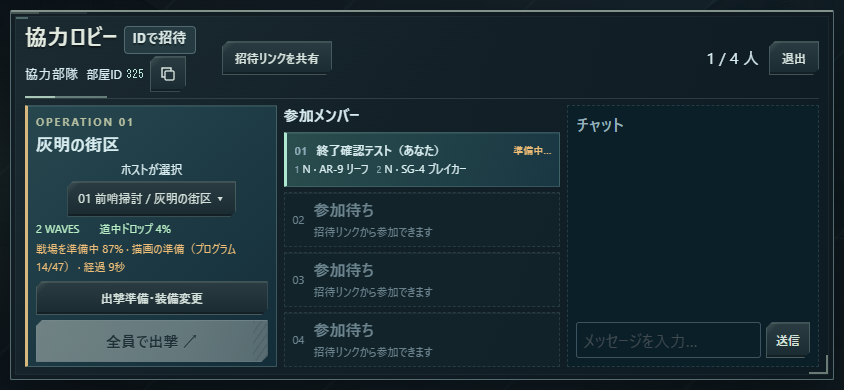 協力ロビー IDで招待
招待リンクを共有
1 / 4 人 退出
協力部隊 部屋ID 325
OPERATION 01
灰明の街区
ホストが選択
01 前哨掃討 / 灰明の街区 ▾
2 WAVES 道中ドロップ 4%
戦場を準備中 87% · 描画の準備（プログラム
14/47） · 経過 9秒
出撃準備・装備変更
全員で出撃 ／
参加メンバー
01 終了確認テスト（あなた） 準備中...
1 N · AR-9 リーフ 2 N · SG-4 ブレイカー
02 参加待ち
招待リンクから参加できます
03 参加待ち
招待リンクから参加できます
04 参加待ち
招待リンクから参加できます
チャット
メッセージを入力... 送信